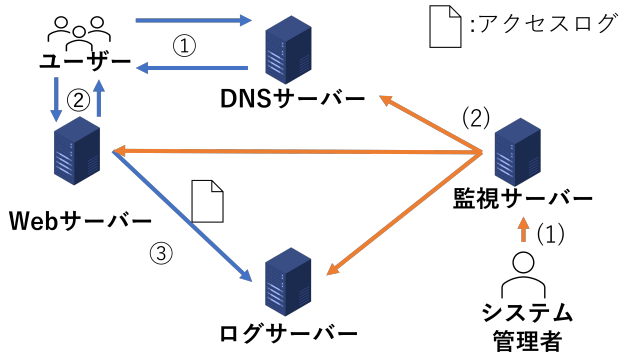 ①
:アクセスログ
ユーザー
②
DNSサーバー
(2)
Webサーバー
監視サーバー
③
(1)
ログサーバー
システム
管理者